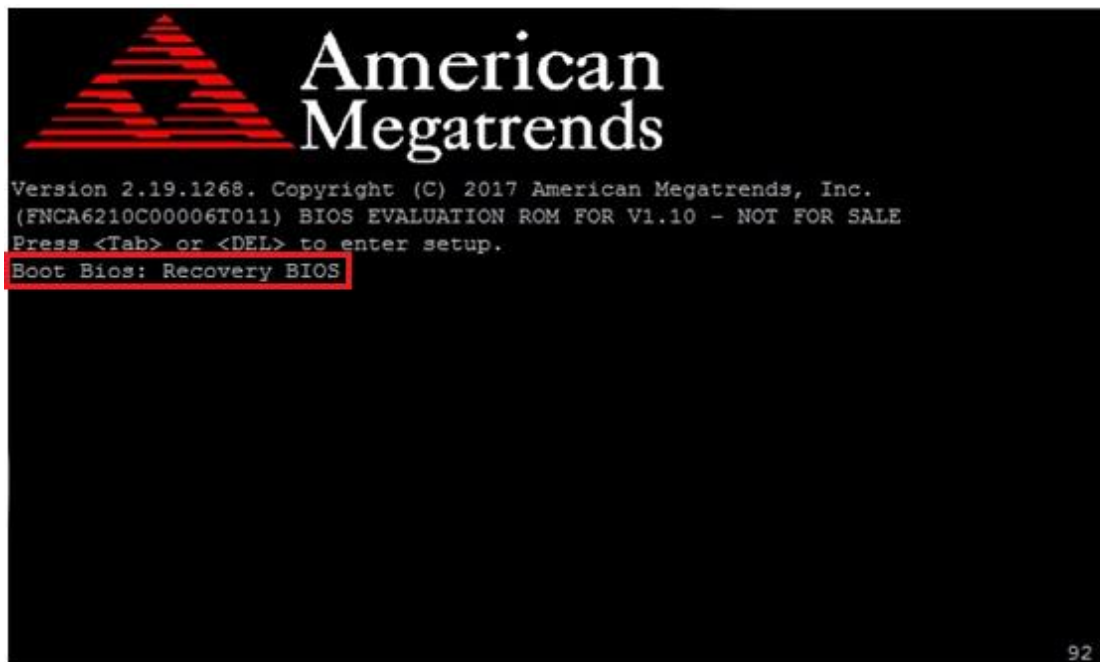 American
Megatrends
Version 2.19.1268. Copyright (C) 2017 American Megatrends, Inc.
(FNCA6210C00006T011) BIOS EVALUATION ROM FOR V1.10 - NOT FOR SALE
Press <Tab> or <DEL> to enter setup.
Boot Bios: Recovery BIOS
92